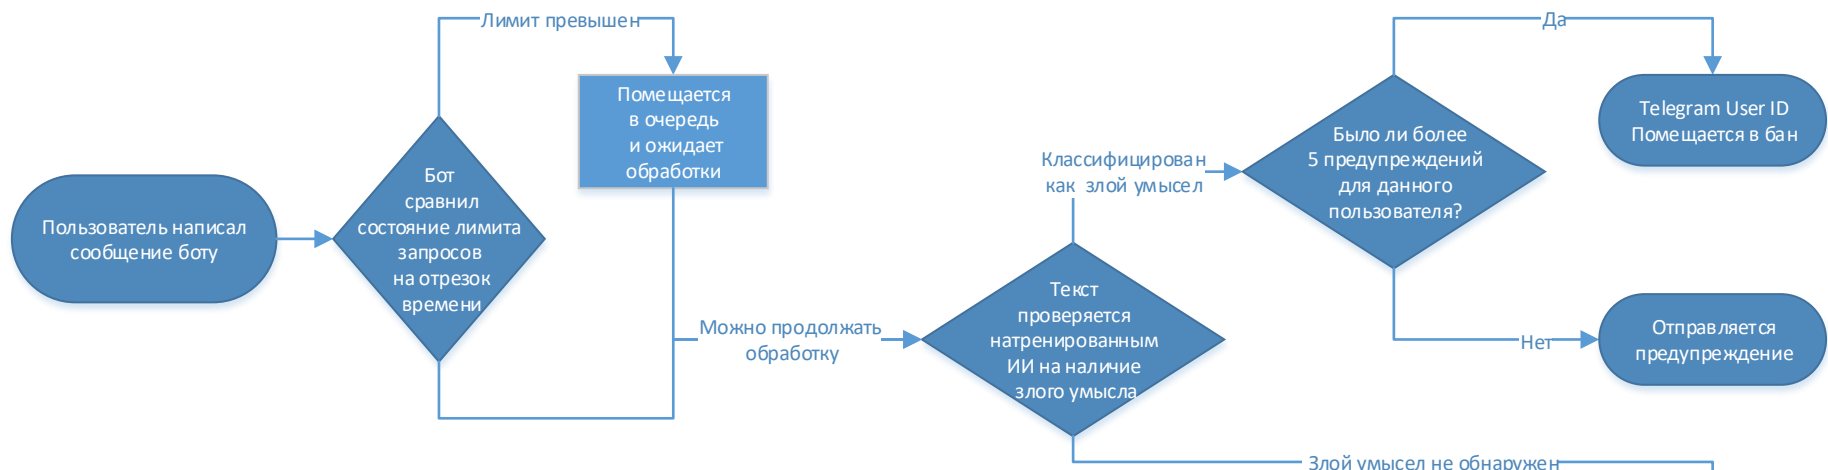 Лимит превышен
Помещается
в очередь
и ожидает
обработки
Пользователь написал
сообщение боту
Бот
сравнил
состояние лимита
запросов
на отрезок
времени
Можно продолжать
обработку
Текст
проверяется
натренированным
ИИ на наличие
злого умысла
Классифицирован
как злой умысел
Было ли более
5 предупреждений
для данного
пользователя?
Да
Telegram User ID
Помещается в бан
Нет
Отправляется
предупреждение
Злой умысел не обнаружен